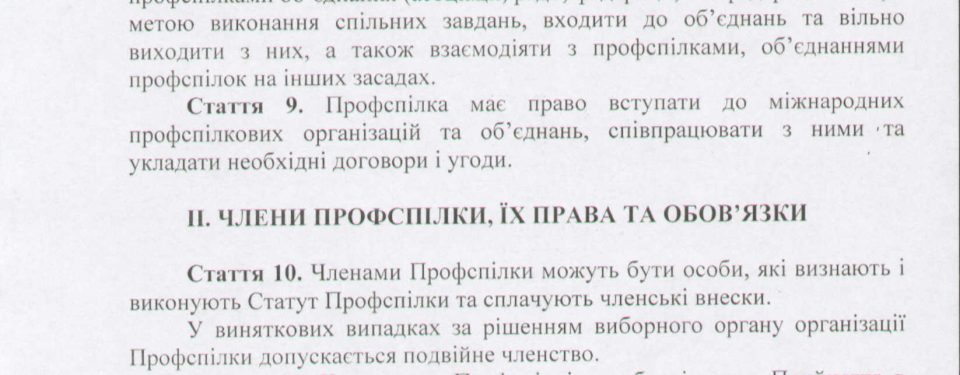 метою виконання спільних завдань, входити до об’єднань та вільно
виходити з них, а також взаємодіяти з профспілками, об’єднаннями
профспілок на інших засадах.
Стаття 9. Профспілка має право вступати до міжнародних
профспілкових організацій та об’єднань, співпрацювати з ними та
укладати необхідні договори і угоди.
ІІ. ЧЛЕНИ ПРОФСПІЛКИ, ЇХ ПРАВА ТА ОБОВ’ЯЗКИ
Стаття 10. Членами Профспілки можуть бути особи, які визнають і
виконують Статут Профспілки та сплачують членські внески.
У виняткових випадках за рішенням виборного органу організації
Профспілки допускається подвійне членство.